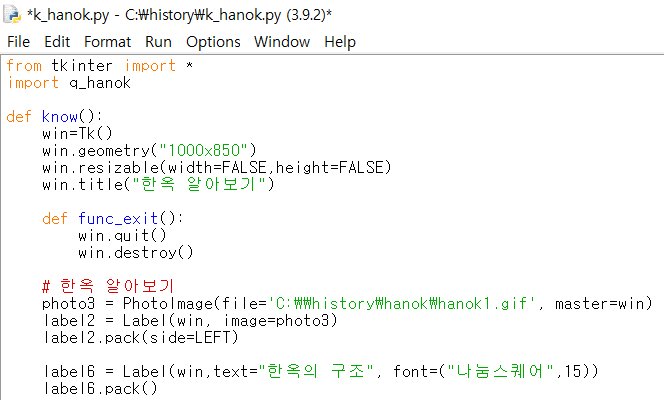 *k_hanok.py - C:₩history₩k_hanok.py (3.9.2)*
File Edit Format Run Options Window Help
from tkinter import *
import q_hanok

def know():
    win=Tk()
    win.geometry("1000x850")
    win.resizable(width=FALSE,height=FALSE)
    win.title("한옥 알아보기")

    def func_exit():
        win.quit()
        win.destroy()

    # 한옥 알아보기
    photo3 = PhotoImage(file='C:₩₩history₩hanok₩hanok1.gif', master=win)
    label2 = Label(win, image=photo3)
    label2.pack(side=LEFT)

    label6 = Label(win,text="한옥의 구조", font=("나눔스퀘어",15))
    label6.pack()